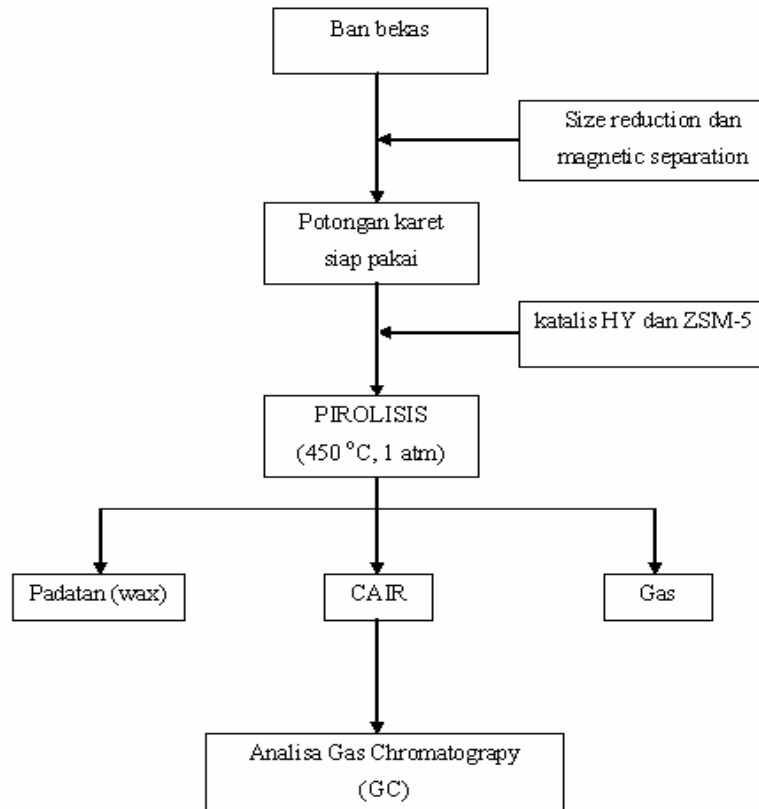 Ban bekas
Size reduction dan
magnetic separation
Potongan karet
siap pakai
katalis HY dan ZSM-5
PIROLISIS
(450 °C, 1 atm)
Padatan (wax)
CAIR
Gas
Analisa Gas Chromatograpy
(GC)